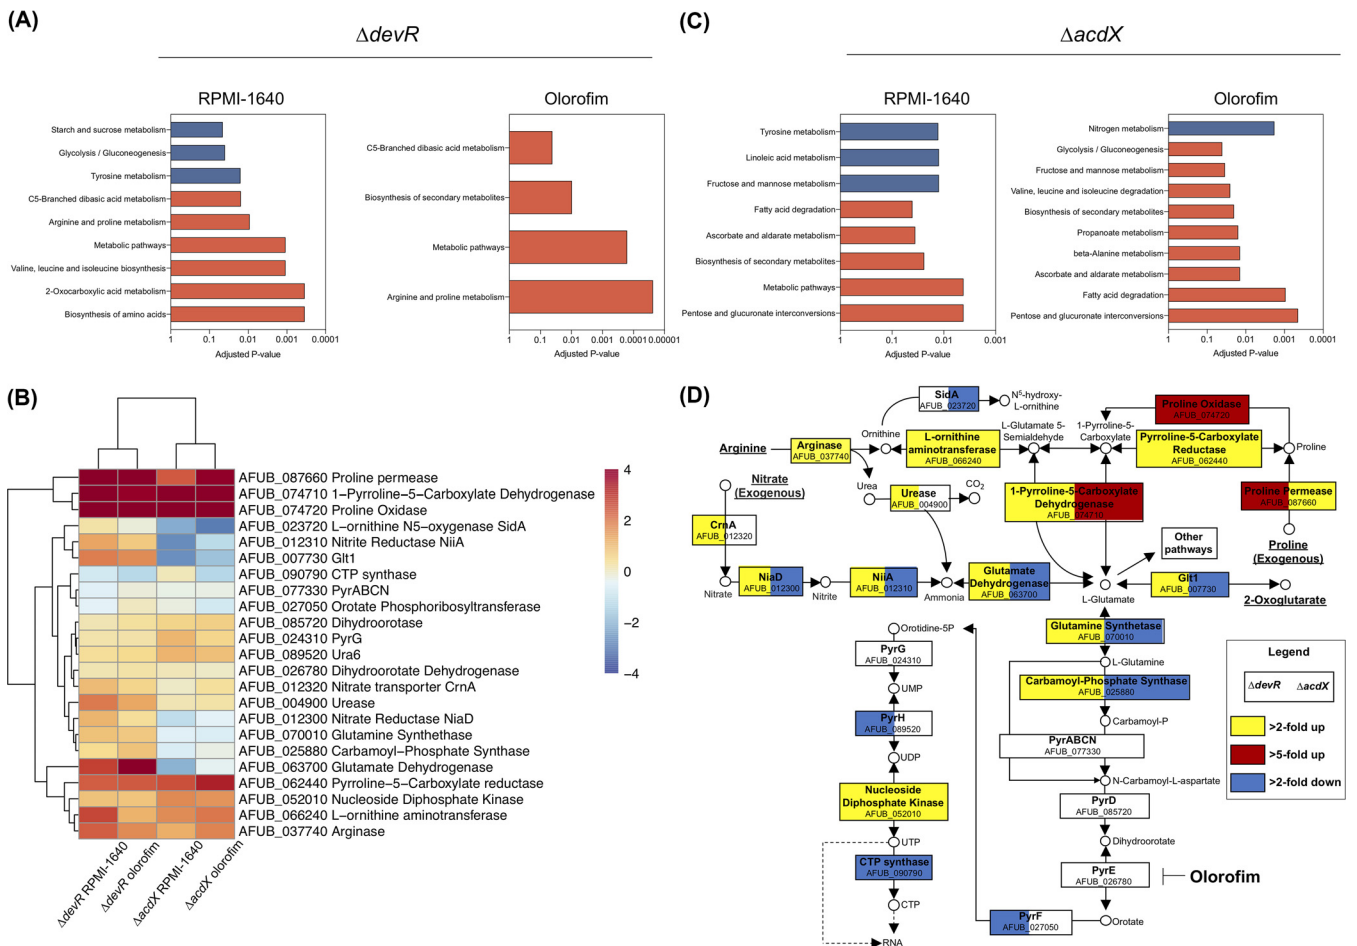 (A)
ΔdevR
RPMI-1640
Starch and sucrose metabolism
Glycolysis / Gluconeogenesis
Tyrosine metabolism
C5-Branched dibasic acid metabolism
Arginine and proline metabolism
Metabolic pathways
Valine, leucine and isoleucine biosynthesis
2-Oxocarboxylic acid metabolism
Biosynthesis of amino acids
1 0.1 0.01 0.001 0.0001
Adjusted P-value
Olorofim
C5-Branched dibasic acid metabolism
Biosynthesis of secondary metabolites
Metabolic pathways
Arginine and proline metabolism
1 0.1 0.01 0.001 0.0001 0.00001
Adjusted P-value
(C)
ΔacdX
RPMI-1640
Tyrosine metabolism
Linoleic acid metabolism
Fructose and mannose metabolism
Fatty acid degradation
Ascorbate and aldarate metabolism
Biosynthesis of secondary metabolites
Metabolic pathways
Pentose and glucuronate interconversions
1 0.1 0.01 0.001
Adjusted P-value
Olorofim
Nitrogen metabolism
Glycolysis / Gluconeogenesis
Fructose and mannose metabolism
Valine, leucine and isoleucine degradation
Biosynthesis of secondary metabolites
Propanoate metabolism
beta-Alanine metabolism
Ascorbate and aldarate metabolism
Fatty acid degradation
Pentose and glucuronate interconversions
1 0.1 0.01 0.001 0.0001
Adjusted P-value
(B)
AFUB_087660 Proline permease
AFUB_074710 1-Pyrroline-5-Carboxylate Dehydrogenase
AFUB_074720 Proline Oxidase
AFUB_023720 L-ornithine N5-oxygenase SidA
AFUB_012310 Nitrite Reductase NiiA
AFUB_007730 Glt1
AFUB_090790 CTP synthase
AFUB_077330 PyrABCN
AFUB_027050 Orotate Phosphoribosyltransferase
AFUB_085720 Dihydroorotase
AFUB_024310 PyrG
AFUB_089520 Ura6
AFUB_026780 Dihydroorotate Dehydrogenase
AFUB_012320 Nitrate transporter CrnA
AFUB_004900 Urease
AFUB_012300 Nitrate Reductase NiaD
AFUB_070010 Glutamine Synthethase
AFUB_025880 Carbamoyl-Phosphate Synthase
AFUB_063700 Glutamate Dehydrogenase
AFUB_062440 Pyrroline-5-Carboxylate reductase
AFUB_052010 Nucleoside Diphosphate Kinase
AFUB_066240 L-ornithine aminotransferase
AFUB_037740 Arginase
ΔdevR RPMI-1640
ΔdevR olorofim
ΔacdX RPMI-1640
ΔacdX olorofim
4
2
0
−2
−4
(D)
SidA
AFUB_023720
N5-hydroxy-
L-ornithine
Proline Oxidase
AFUB_074720
Arginine
Arginase
AFUB_037740
Ornithine
L-ornithine
aminotransferase
AFUB_066240
L-Glutamate 5-
Semialdehyde
1-Pyrroline-5-
Carboxylate
Pyrroline-5-Carboxylate
Reductase
AFUB_062440
Proline
Nitrate
(Exogenous)
Urea
Urease
AFUB_004900
CO2
1-Pyrroline-5-Carboxylate
Dehydrogenase
AFUB_074710
Proline Permease
AFUB_087660
CrnA
AFUB_012320
Other
pathways
Proline
(Exogenous)
Nitrate
NiaD
AFUB_012300
Nitrite
NiiA
AFUB_012310
Ammonia
Glutamate
Dehydrogenase
AFUB_063700
L-Glutamate
Glt1
AFUB_007730
2-Oxoglutarate
Orotidine-5P
PyrG
AFUB_024310
UMP
PyrH
AFUB_089520
UDP
Nucleoside
Diphosphate Kinase
AFUB_052010
UTP
CTP synthase
AFUB_090790
CTP
RNA
Glutamine Synthetase
AFUB_070010
L-Glutamine
Carbamoyl-Phosphate Synthase
AFUB_025880
Carbamoyl-P
PyrABCN
AFUB_077330
N-Carbamoyl-L-aspartate
PyrD
AFUB_085720
Dihydroorotate
PyrE
AFUB_026780
Olorofim
PyrF
AFUB_027050
Orotate
Legend
ΔdevR ΔacdX
>2-fold up
>5-fold up
>2-fold down